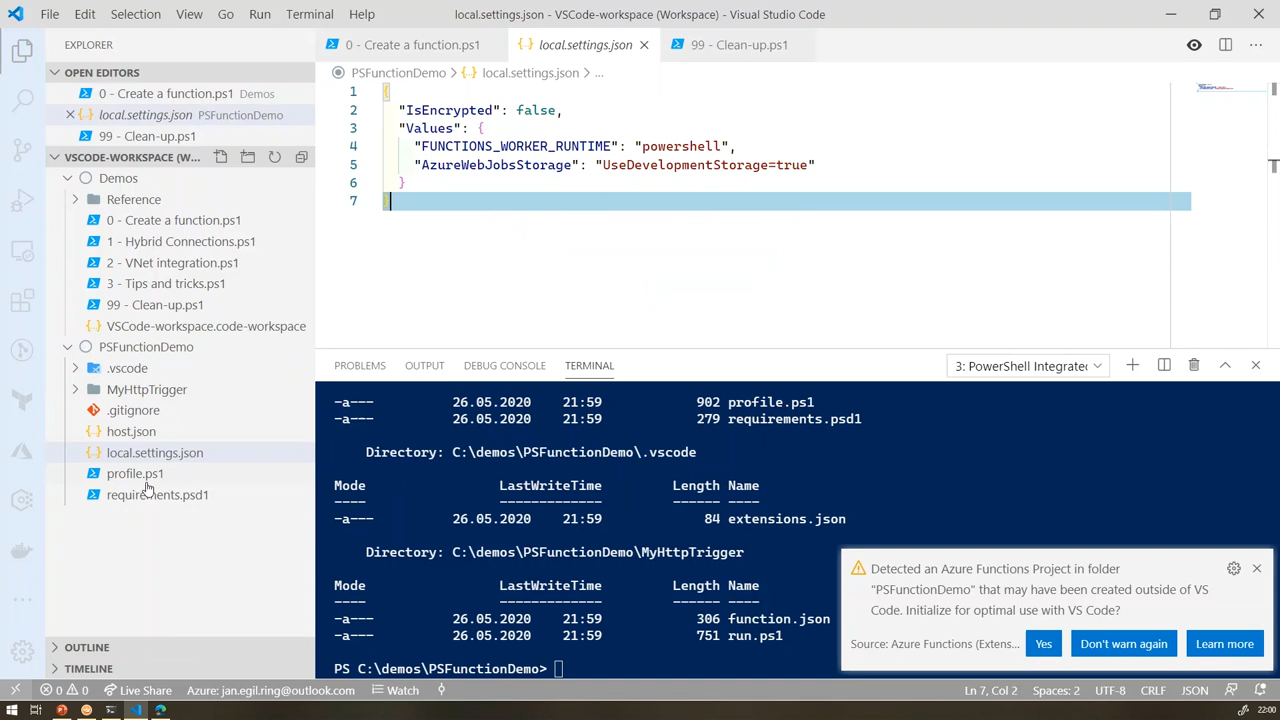 File Edit Selection View Go Run Terminal Help
local.settings.json - VSCode-workspace (Workspace) - Visual Studio Code
EXPLORER
OPEN EDITORS
0 - Create a function.ps1 Demos
local.settings.json PSFunctionDemo
99 - Clean-up.ps1
VSCODE-WORKSPACE (W...
Demos
Reference
0 - Create a function.ps1
1 - Hybrid Connections.ps1
2 - VNet integration.ps1
3 - Tips and tricks.ps1
99 - Clean-up.ps1
VSCode-workspace.code-workspace
PSFunctionDemo
.vscode
MyHttpTrigger
.gitignore
host.json
local.settings.json
profile.ps1
requirements.psd1
OUTLINE
TIMELINE
0 - Create a function.ps1
local.settings.json
99 - Clean-up.ps1
PSFunctionDemo > {} local.settings.json > ...
1 {
2 "IsEncrypted": false,
3 "Values": {
4 "FUNCTIONS_WORKER_RUNTIME": "powershell",
5 "AzureWebJobsStorage": "UseDevelopmentStorage=true"
6 }
7 }
PROBLEMS OUTPUT DEBUG CONSOLE TERMINAL
3: PowerShell Integrated
-a--- 26.05.2020 21:59 902 profile.ps1
-a--- 26.05.2020 21:59 279 requirements.psd1
Directory: C:\demos\PSFunctionDemo\.vscode
Mode LastWriteTime Length Name
---- ------------- ------ ----
-a--- 26.05.2020 21:59 84 extensions.json
Directory: C:\demos\PSFunctionDemo\MyHttpTrigger
Mode LastWriteTime Length Name
---- ------------- ------ ----
-a--- 26.05.2020 21:59 306 function.json
-a--- 26.05.2020 21:59 751 run.ps1
PS C:\demos\PSFunctionDemo>
Detected an Azure Functions Project in folder
"PSFunctionDemo" that may have been created outside of VS
Code. Initialize for optimal use with VS Code?
Source: Azure Functions (Extens...
Yes
Don't warn again
Learn more
0 0 Live Share Azure: jan.egil.ring@outlook.com Watch
Ln 7, Col 2 Spaces: 2 UTF-8 CRLF JSON
22:00